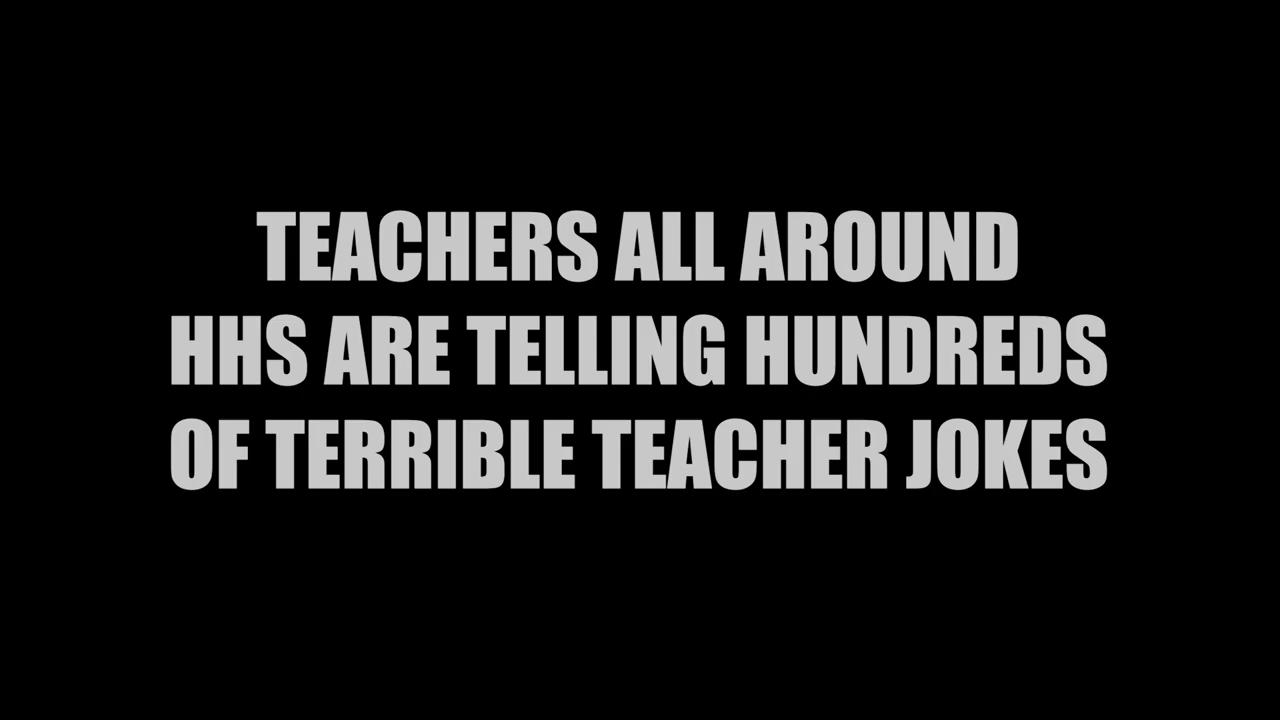 TEACHERS ALL AROUND
HHS ARE TELLING HUNDREDS
OF TERRIBLE TEACHER JOKES